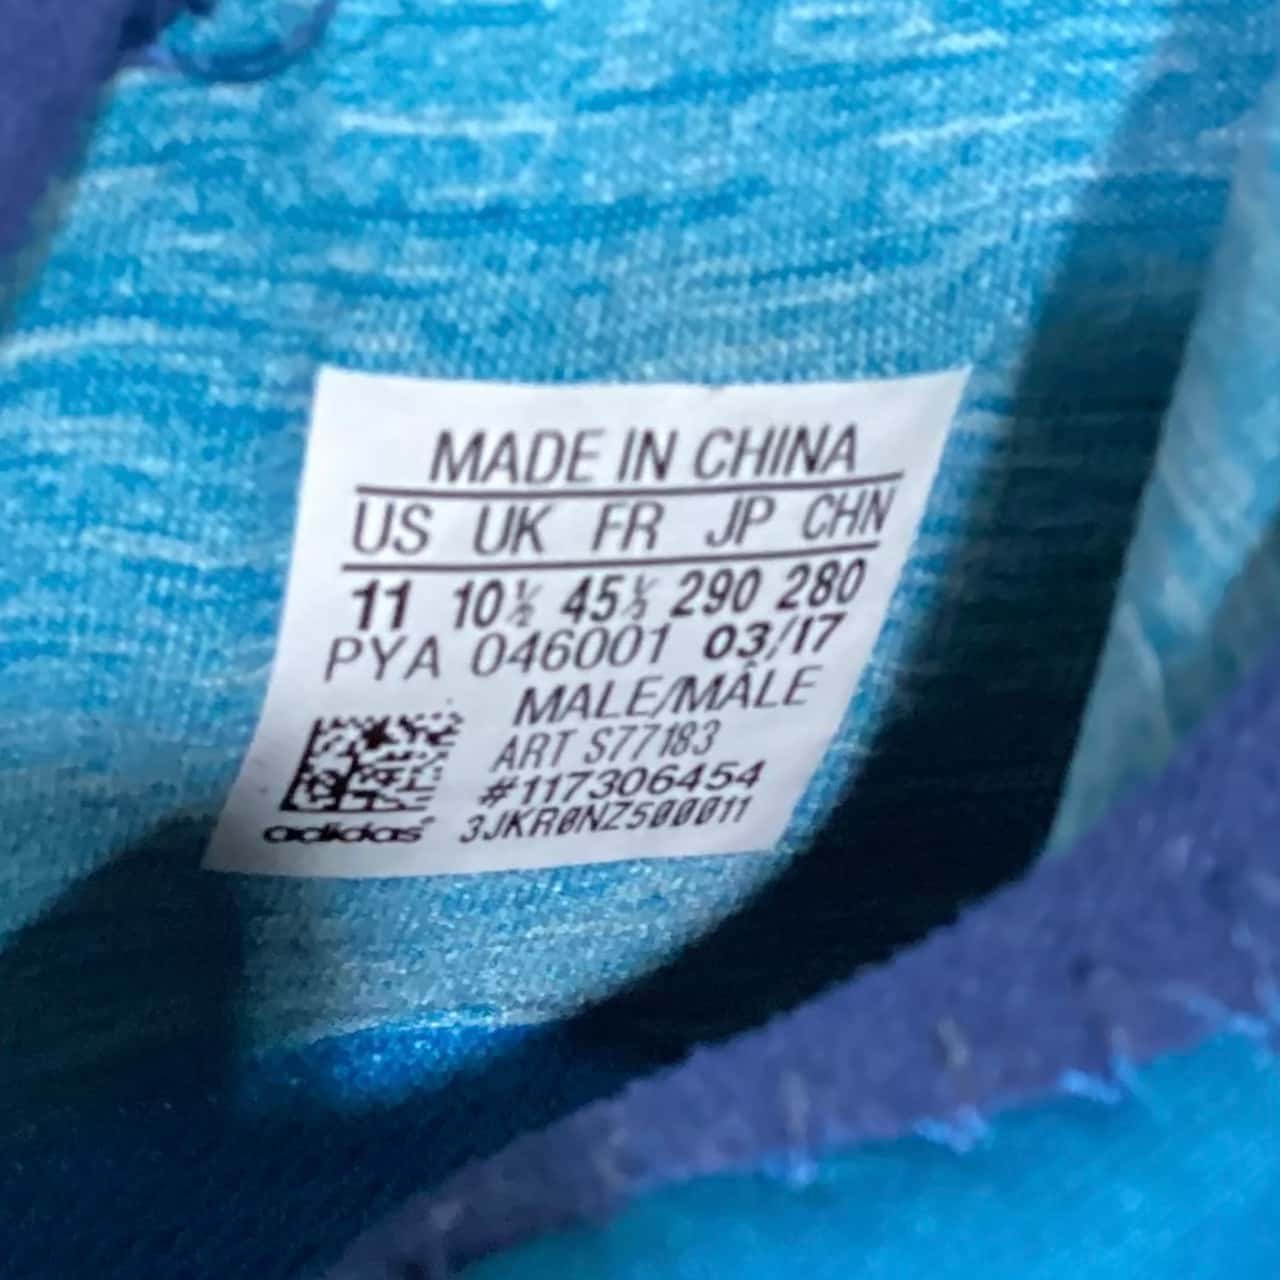 MADE IN CHINA
US UK FR JP CHN
11 10½ 45⅓ 290 280
PYA 046001 03/17
MALE/MÂLE
ART S77183
#117306454
adidas 3JKR0NZ500011